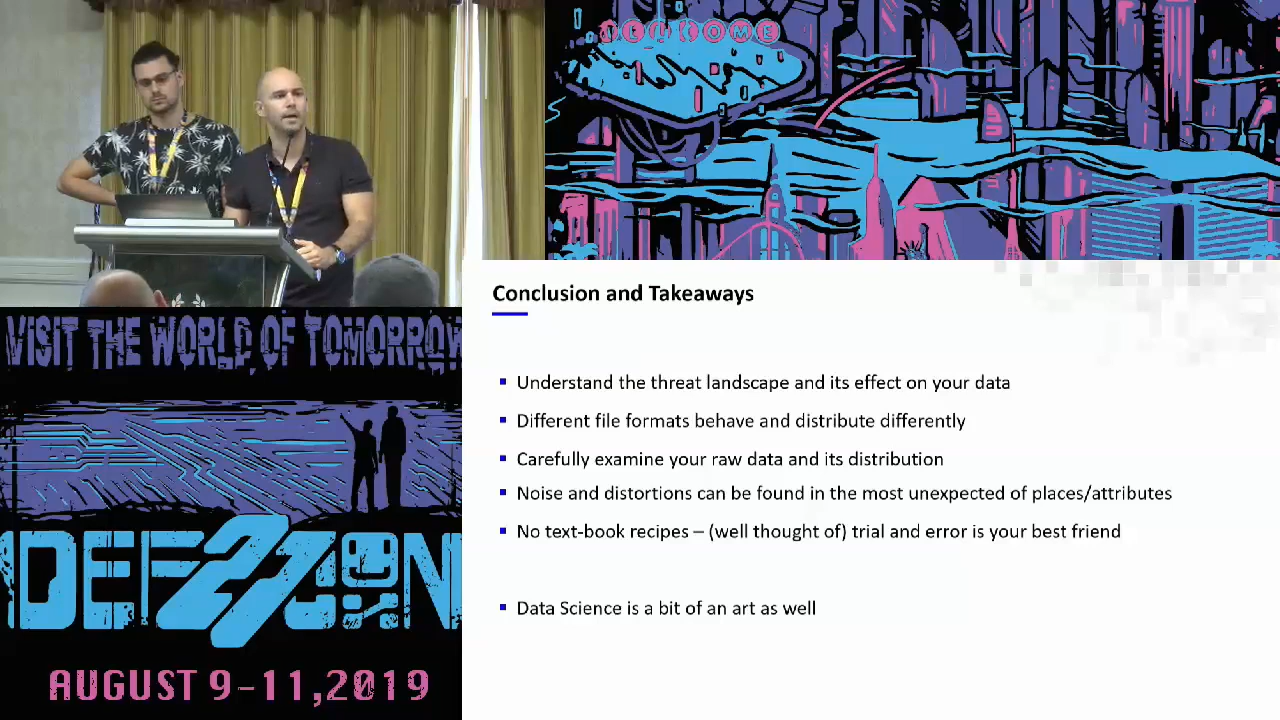 WELCOME
VISIT THE WORLD OF TOMORROW
DEFCON
27
AUGUST 9-11,2019
Conclusion and Takeaways
▪ Understand the threat landscape and its effect on your data
▪ Different file formats behave and distribute differently
▪ Carefully examine your raw data and its distribution
▪ Noise and distortions can be found in the most unexpected of places/attributes
▪ No text-book recipes – (well thought of) trial and error is your best friend
▪ Data Science is a bit of an art as well